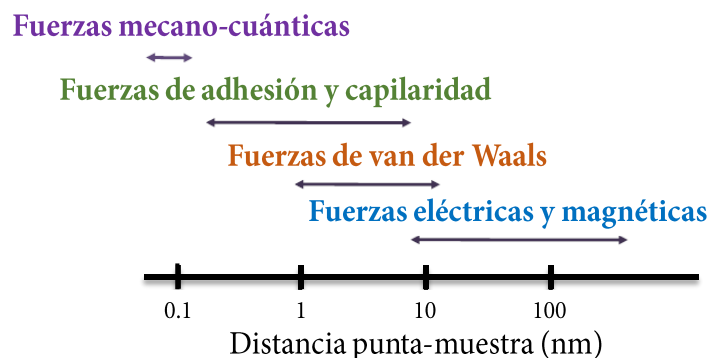 Fuerzas mecano-cuánticas
Fuerzas de adhesión y capilaridad
Fuerzas de van der Waals
Fuerzas eléctricas y magnéticas
0.1 1 10 100
Distancia punta-muestra (nm)